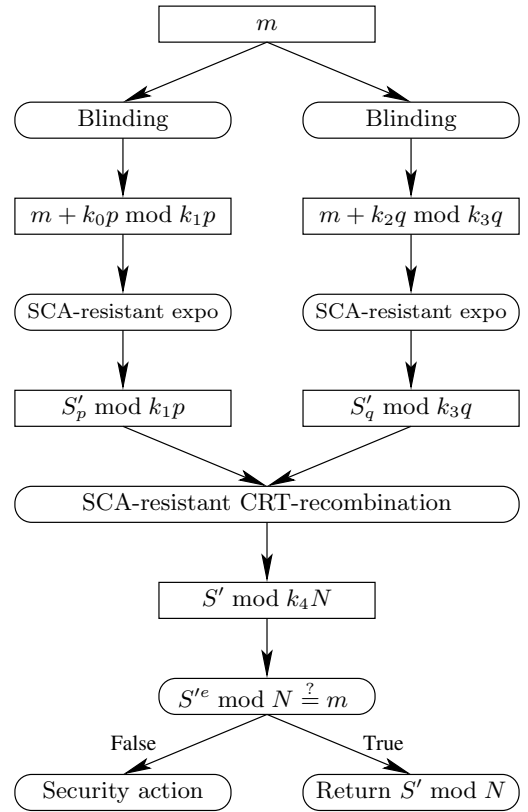 m
Blinding
Blinding
m + k₀p mod k₁p
m + k₂q mod k₃q
SCA-resistant expo
SCA-resistant expo
S′ₚ mod k₁p
S′_q mod k₃q
SCA-resistant CRT-recombination
S′ mod k₄N
S′ᵉ mod N ≟ m
False
True
Security action
Return S′ mod N